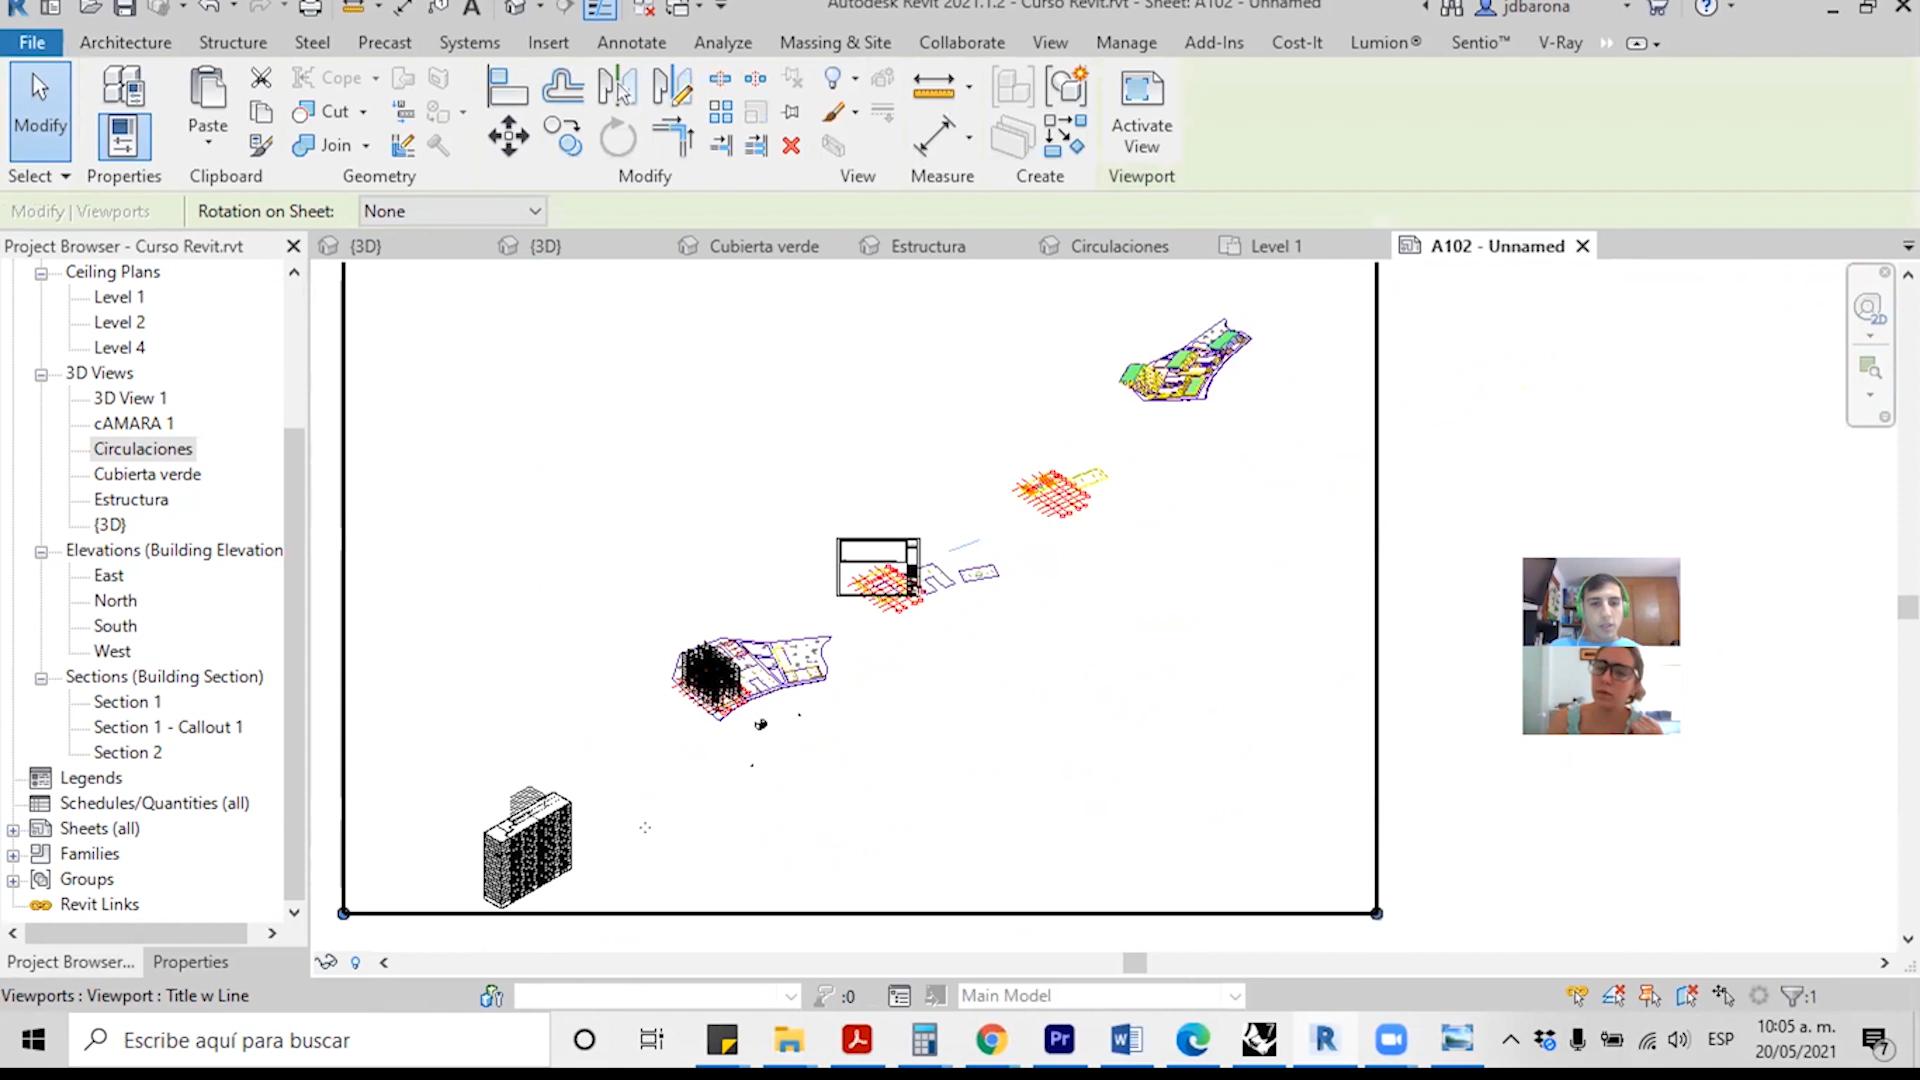 Autodesk Revit 2021.1.2 - Curso Revit.rvt - Sheet: A102 - Unnamed
jdbarona
File
Architecture
Structure
Steel
Precast
Systems
Insert
Annotate
Analyze
Massing & Site
Collaborate
View
Manage
Add-Ins
Cost-It
Lumion®
Sentio™
V-Ray
Modify
Paste
Cope
Cut
Join
Activate
View
Select
Properties
Clipboard
Geometry
Modify
View
Measure
Create
Viewport
Modify | Viewports
Rotation on Sheet:
None
Project Browser - Curso Revit.rvt
{3D}
{3D}
Cubierta verde
Estructura
Circulaciones
Level 1
A102 - Unnamed
Ceiling Plans
Level 1
Level 2
Level 4
3D Views
3D View 1
cAMARA 1
Circulaciones
Cubierta verde
Estructura
{3D}
Elevations (Building Elevation
East
North
South
West
Sections (Building Section)
Section 1
Section 1 - Callout 1
Section 2
Legends
Schedules/Quantities (all)
Sheets (all)
Families
Groups
Revit Links
2D
Project Browser...
Properties
Viewports : Viewport : Title w Line
:0
Main Model
:1
Escribe aquí para buscar
Pr
ESP
10:05 a. m.
20/05/2021
7